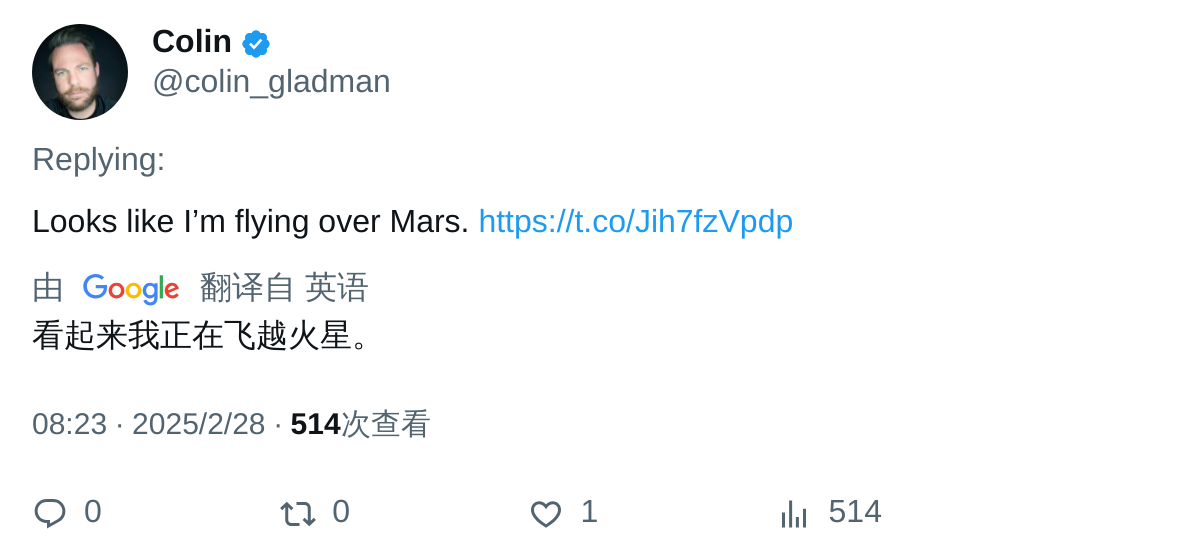 Colin
@colin_gladman
Replying:
Looks like I’m flying over Mars. https://t.co/Jih7fzVpdp
由 Google 翻译自 英语
看起来我正在飞越火星。
08:23 · 2025/2/28 · 514次查看
0 0 1 514